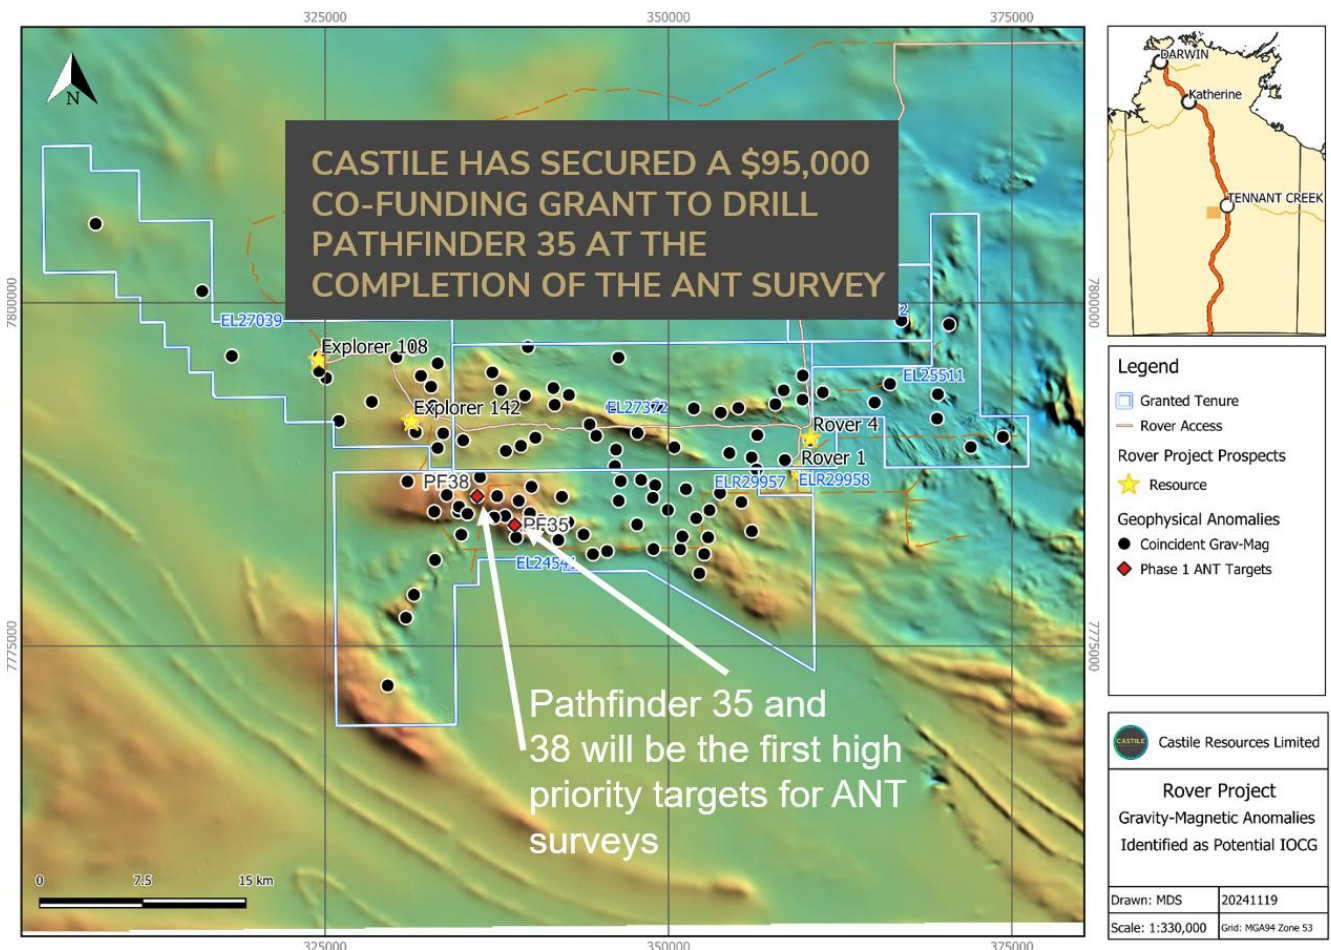 325000
350000
375000
N
CASTILE HAS SECURED A $95,000
CO-FUNDING GRANT TO DRILL
PATHFINDER 35 AT THE
COMPLETION OF THE ANT SURVEY
7800000
7800000
EL27039
2
Explorer 108
EL25511
Explorer 142
EL27372
Rover 4
Rover 1
PF38
ELR29957
ELR29958
PF35
EL2454
7775000
7775000
Pathfinder 35 and
38 will be the first high
priority targets for ANT
surveys
0
7.5
15 km
325000
350000
375000
DARWIN
Katherine
TENNANT CREEK
Legend
Granted Tenure
Rover Access
Rover Project Prospects
Resource
Geophysical Anomalies
Coincident Grav-Mag
Phase 1 ANT Targets
CASTILE
Castile Resources Limited
Rover Project
Gravity-Magnetic Anomalies
Identified as Potential IOCG
Drawn: MDS
20241119
Scale: 1:330,000
Grid: MGA94 Zone 53